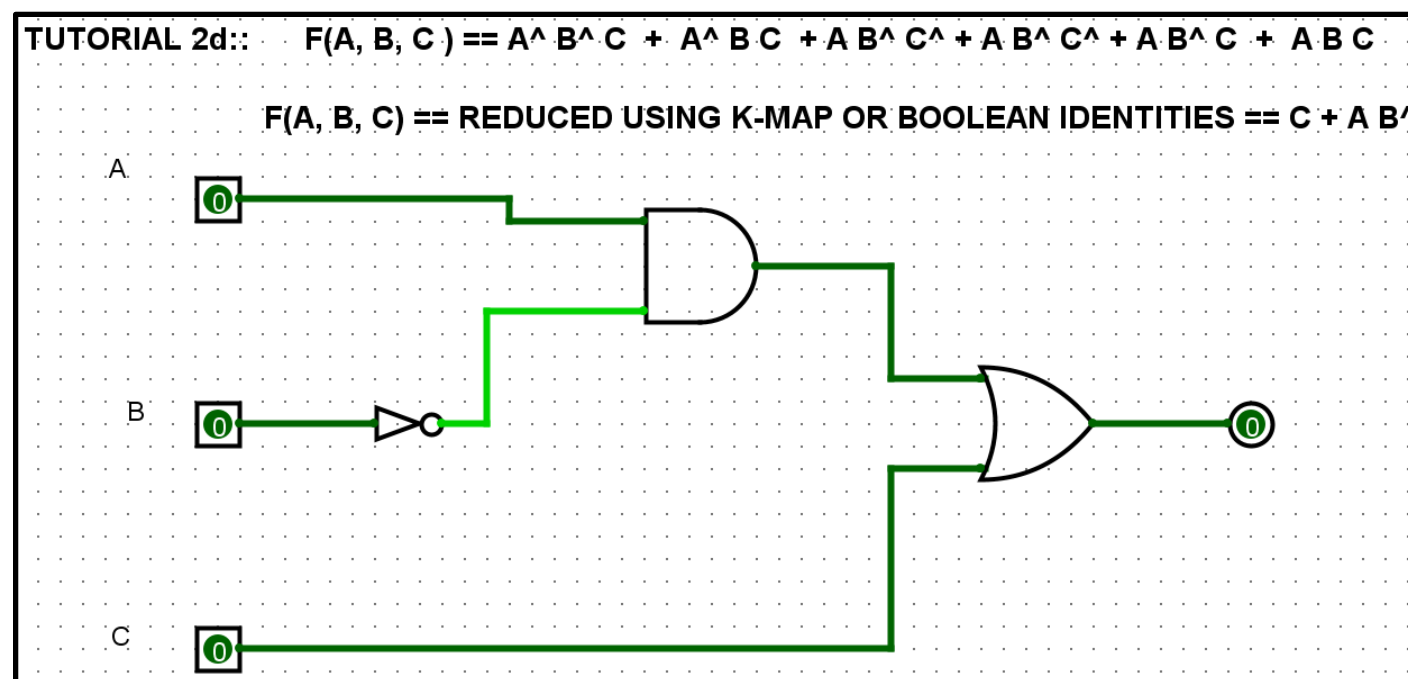 TUTORIAL 2d:: F(A, B, C ) == A^ B^ C + A^ B C + A B^ C^ + A B^ C^ + A B^ C + A B C
F(A, B, C) == REDUCED USING K-MAP OR BOOLEAN IDENTITIES == C + A B^
A
0
B
0
0
C
0